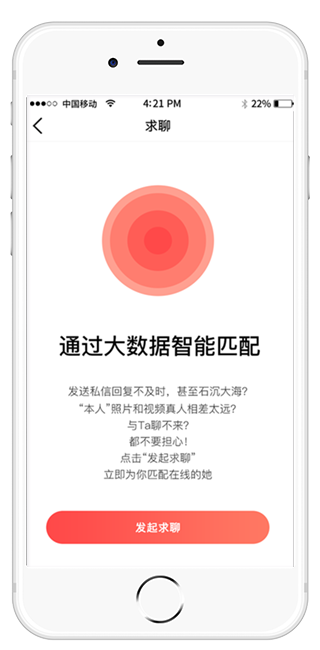 中国移动 4:21 PM 22%
求聊
通过大数据智能匹配
发送私信回复不及时，甚至石沉大海？
“本人”照片和视频真人相差太远？
与Ta聊不来？
都不要担心！
点击“发起求聊”
立即为你匹配在线的她
发起求聊